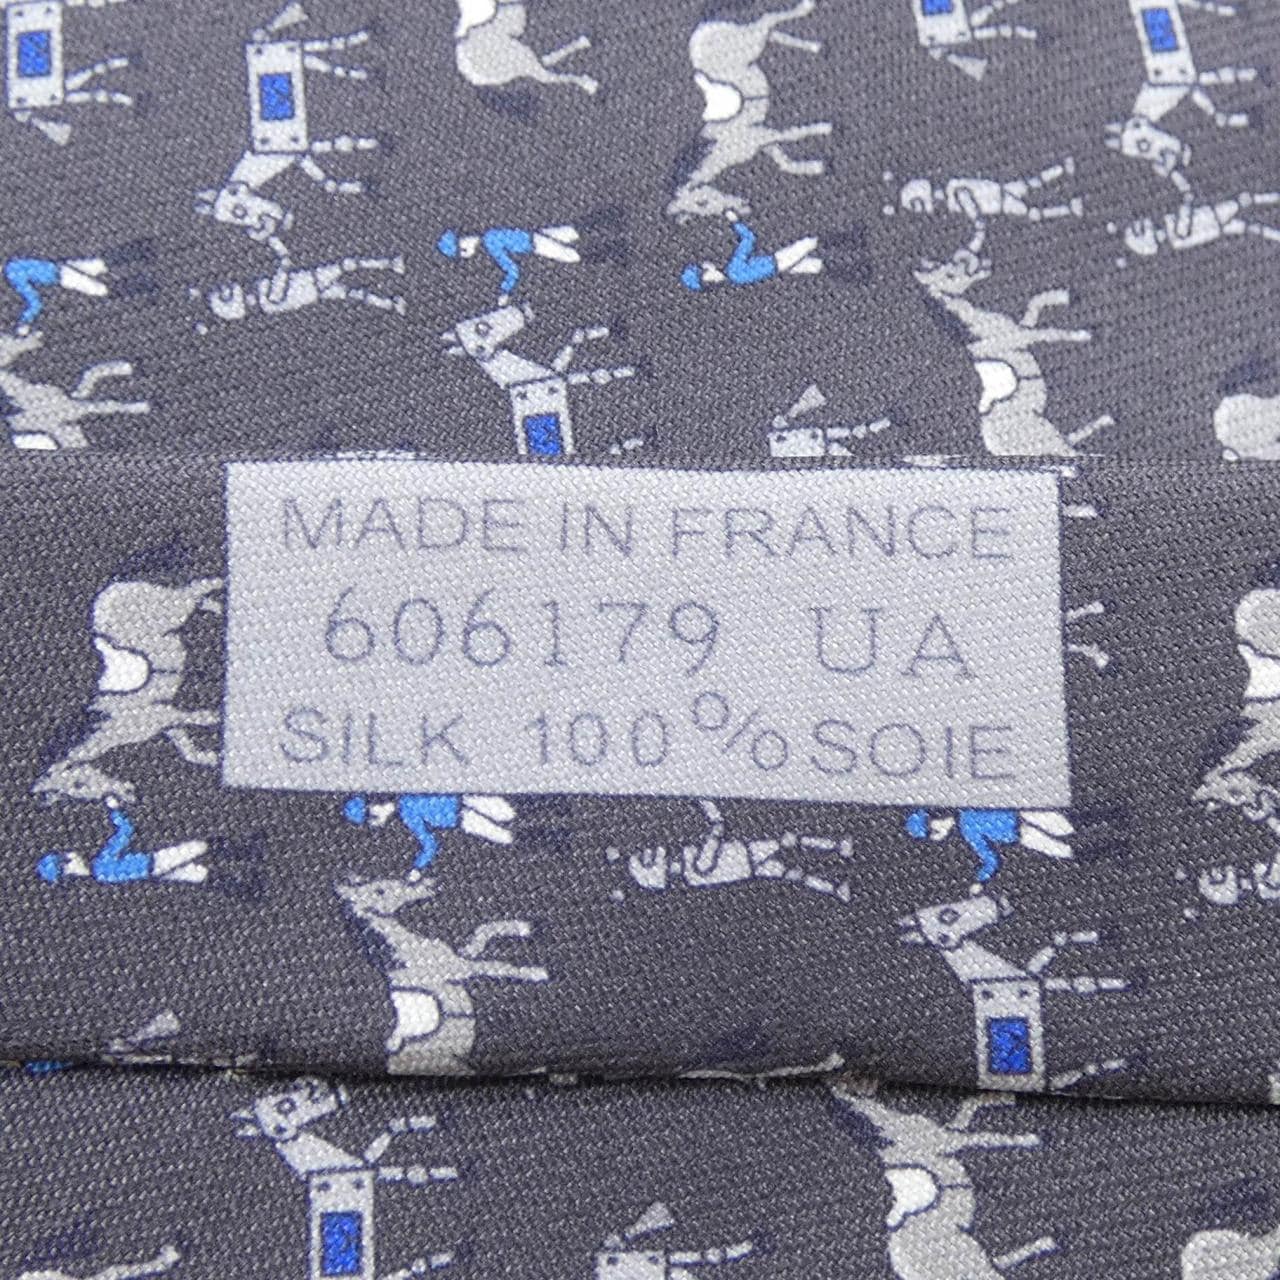 MADE IN FRANCE
606179 UA
SILK 100% SOIE